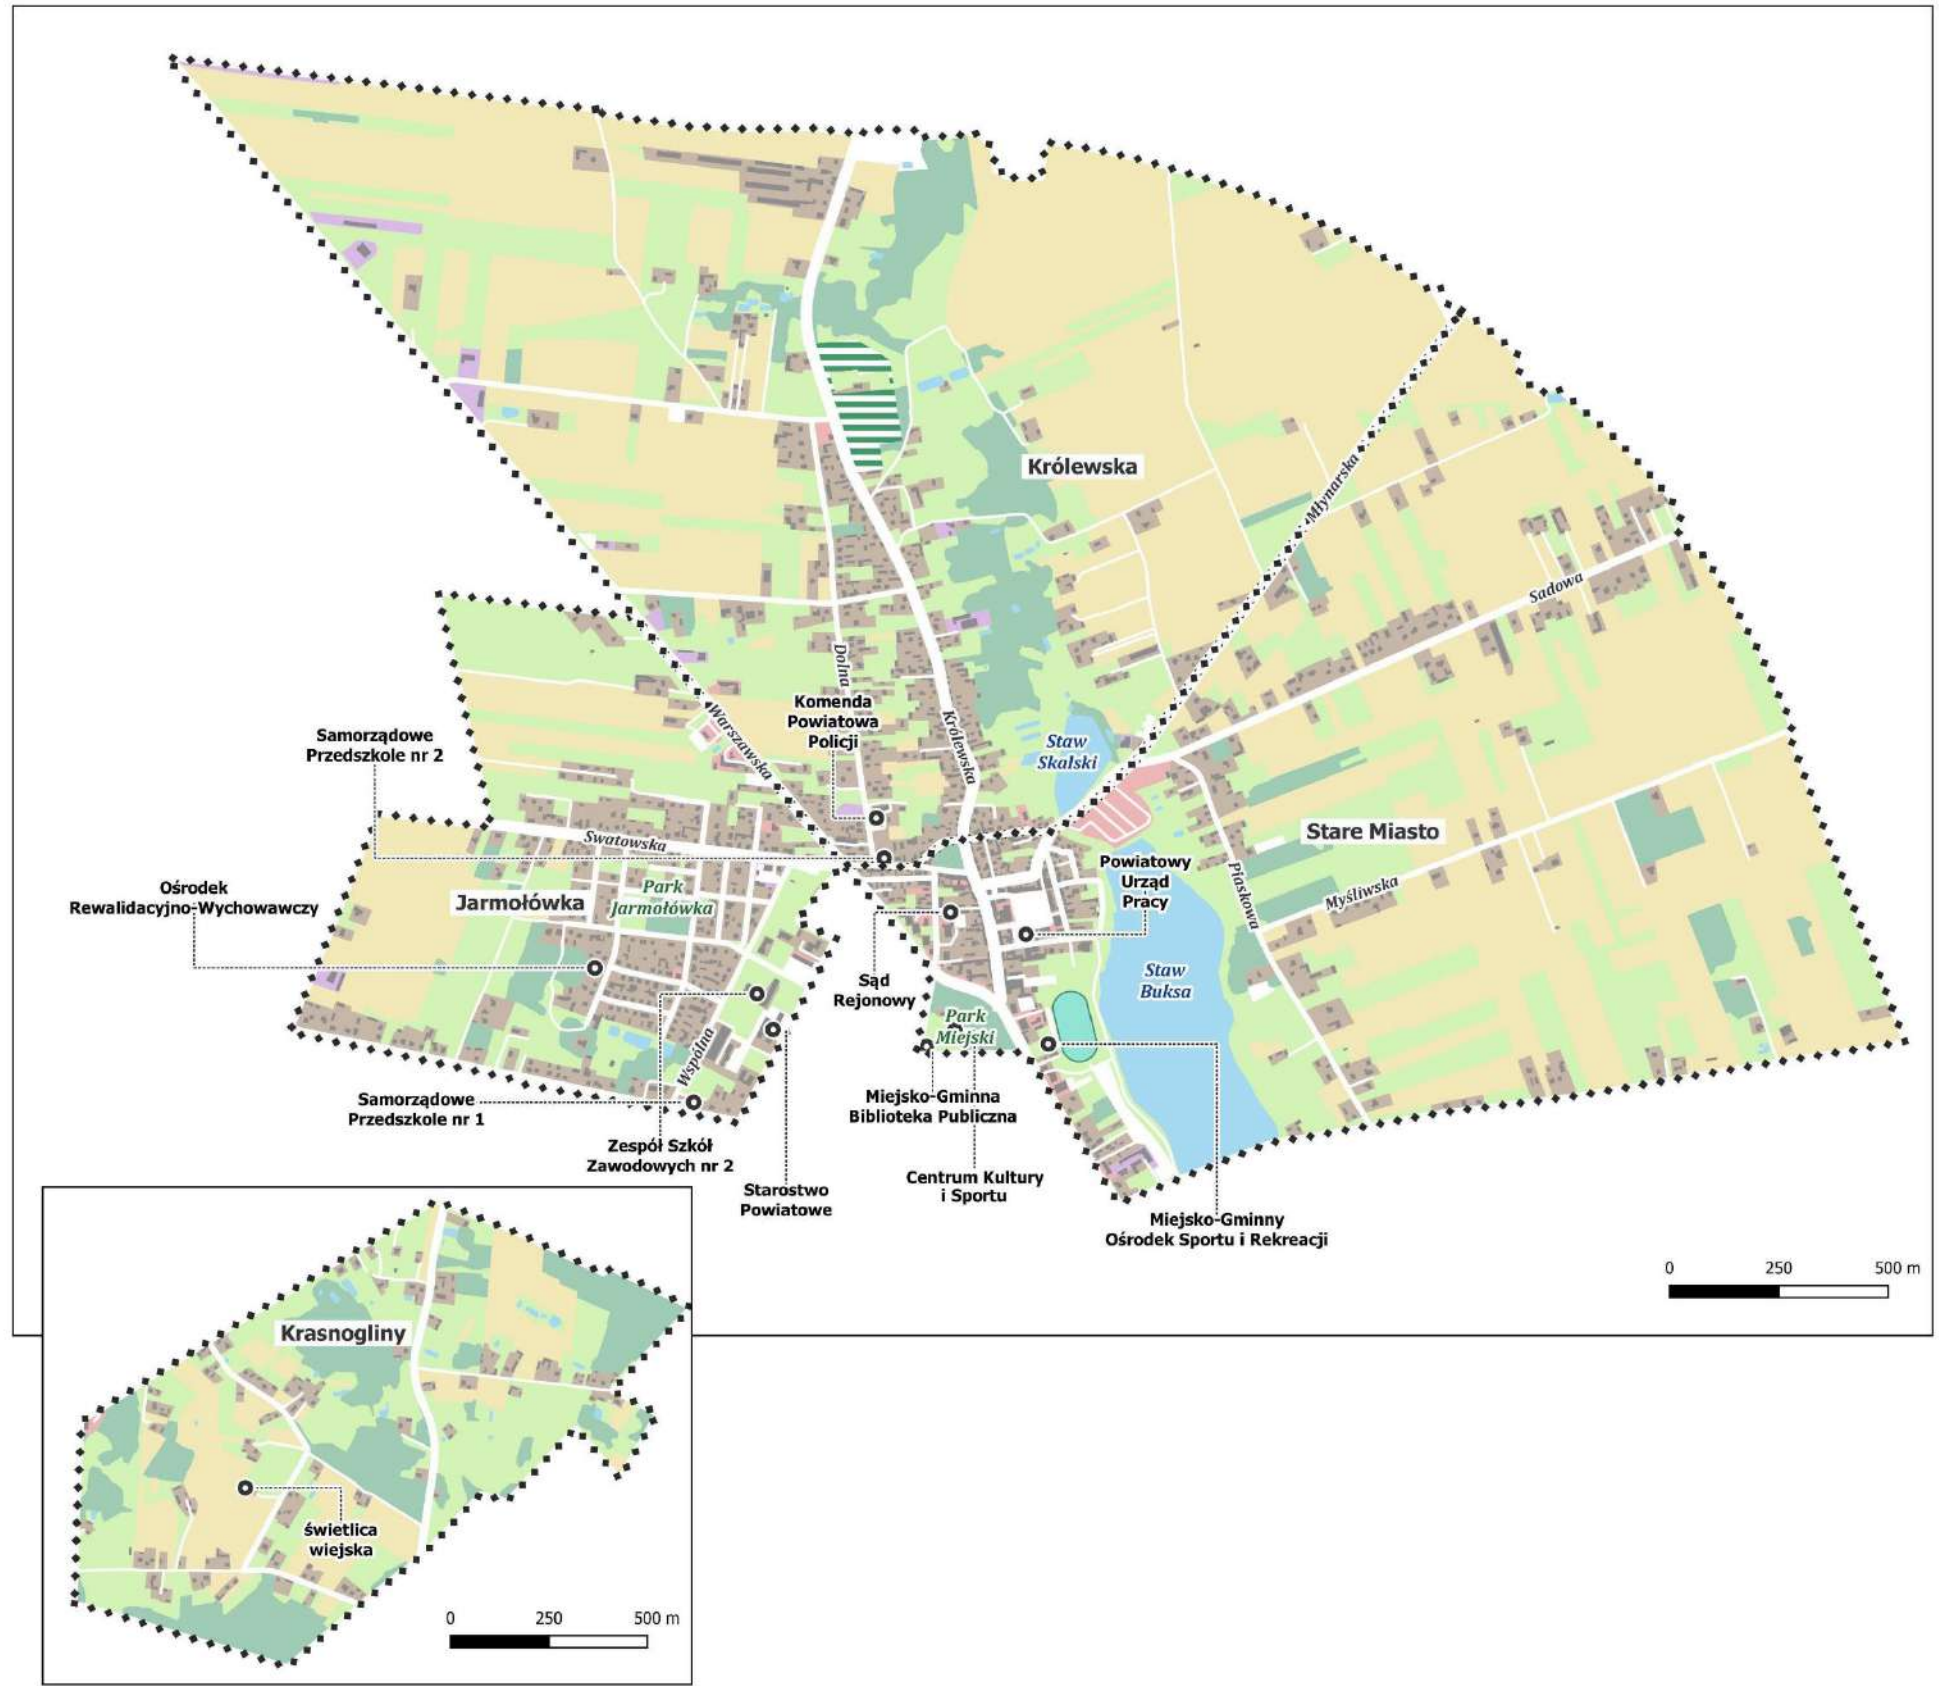 Królewska
Młynarska
Sadowa
Dolna
Komenda
Powiatowa
Policji
Królewska
Warszawska
Staw
Skalski
Samorządowe
Przedszkole nr 2
Swatowska
Stare Miasto
Powiatowy
Urząd
Pracy
Piaskowa
Myśliwska
Ośrodek
Rewalidacyjno-Wychowawczy
Jarmołówka
Park
Jarmołówka
Sąd
Rejonowy
Staw
Buksa
Park
Miejski
Wspólna
Samorządowe
Przedszkole nr 1
Miejsko-Gminna
Biblioteka Publiczna
Zespół Szkół
Zawodowych nr 2
Centrum Kultury
i Sportu
Starostwo
Powiatowe
Miejsko-Gminny
Ośrodek Sportu i Rekreacji
0 250 500 m
Krasnogliny
świetlica
wiejska
0 250 500 m